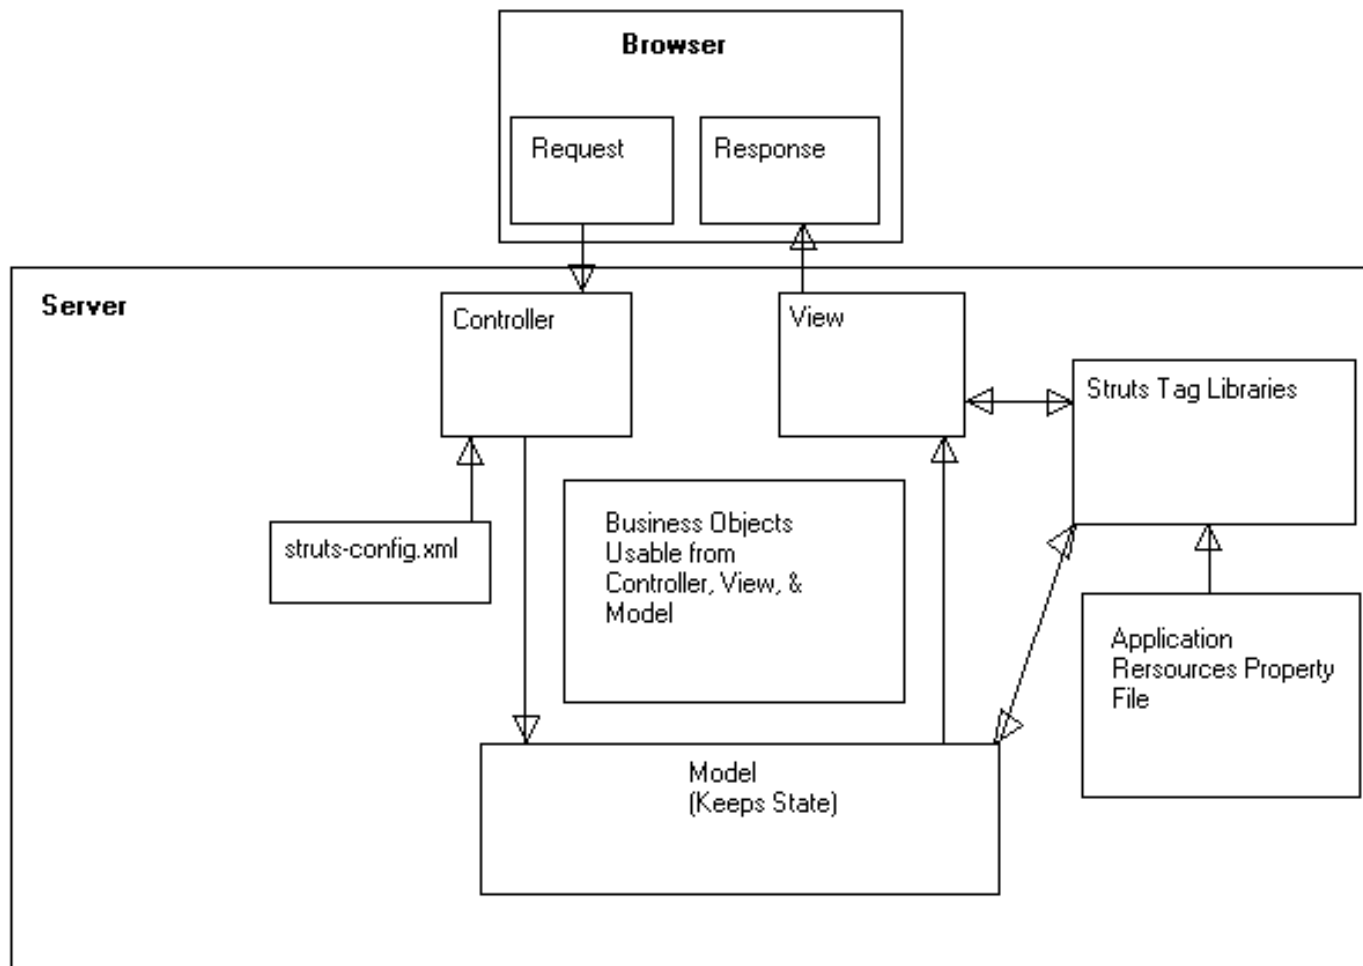 Browser
Request
Response
Server
Controller
View
Struts Tag Libraries
struts-config.xml
Business Objects
Usable from
Controller, View, &
Model
Application
Rersources Property
File
Model
(Keeps State)